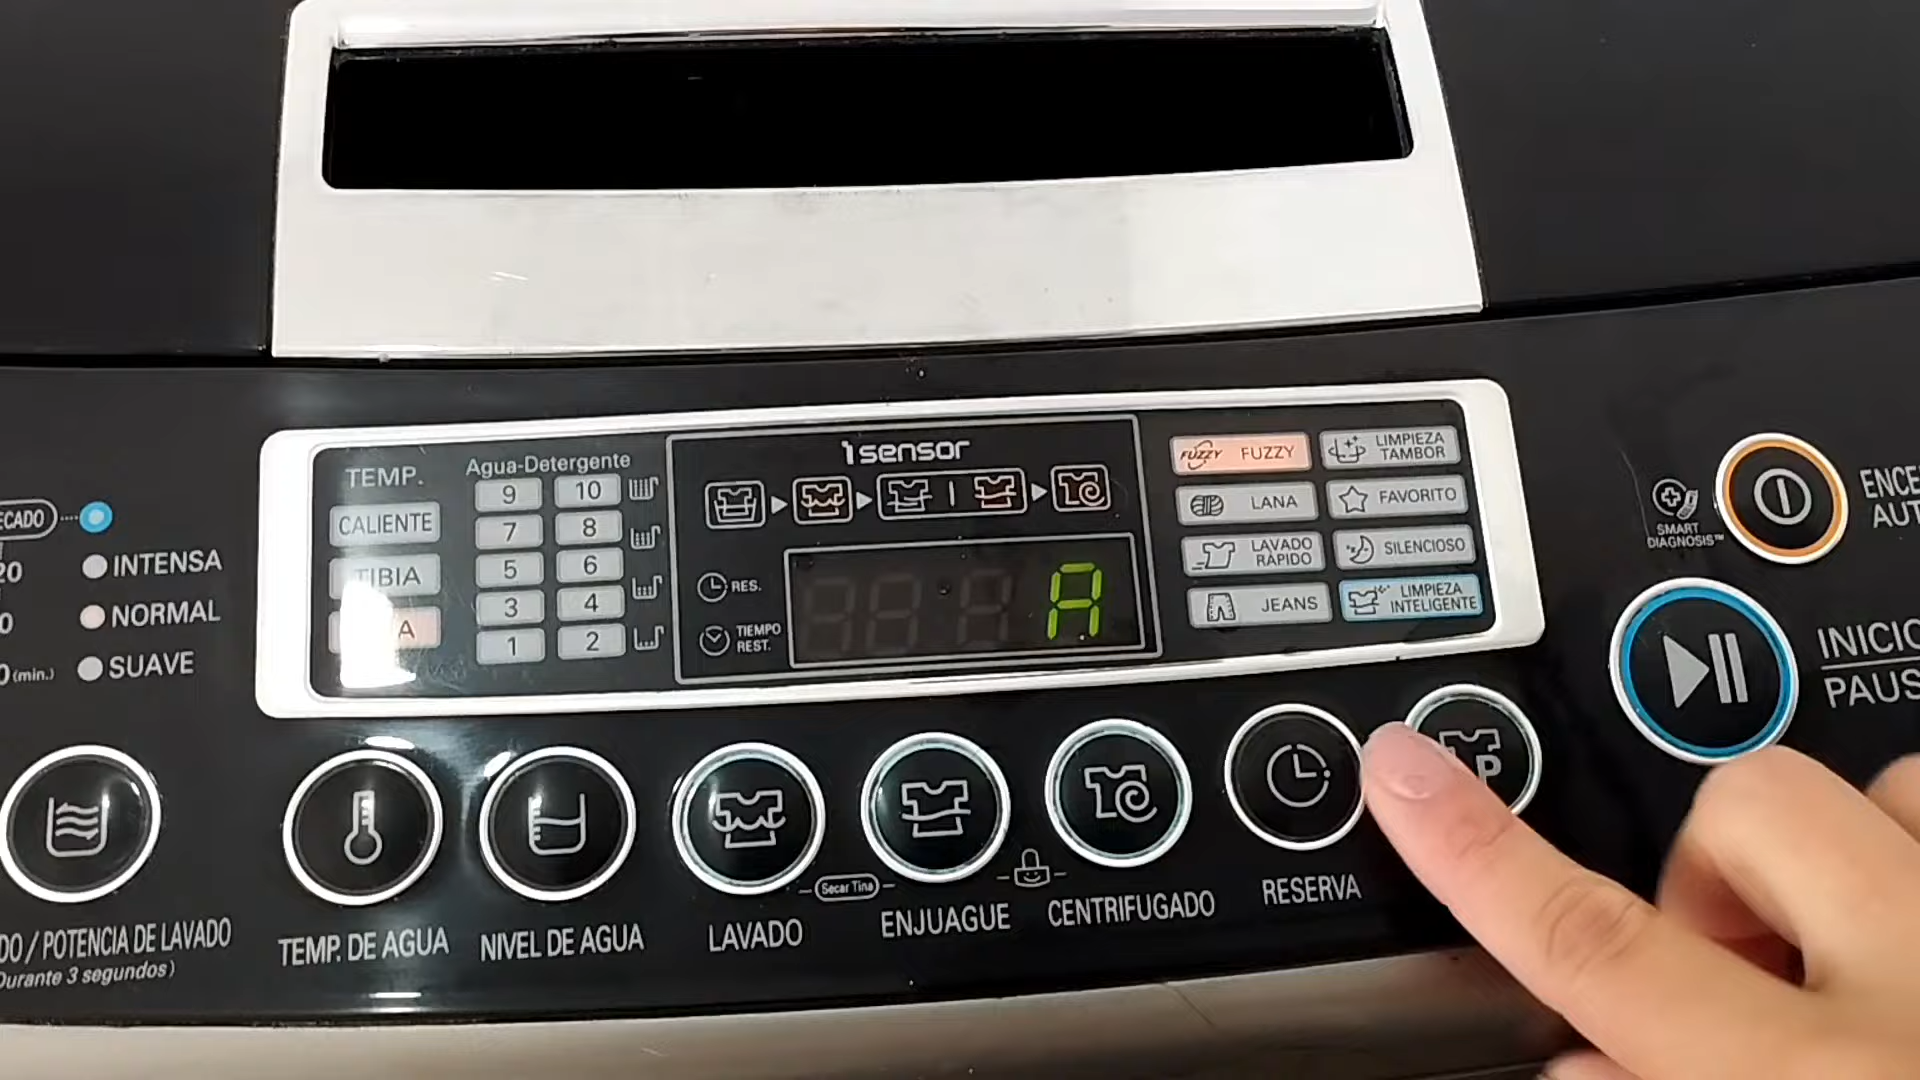 isensor
TEMP.
CALIENTE
TIBIA
A
Agua-Detergente
9 10
7 8
5 6
3 4
1 2
RES.
TIEMPO
REST.
A
FUZZY FUZZY
LANA
LAVADO
RAPIDO
JEANS
LIMPIEZA
TAMBOR
FAVORITO
SILENCIOSO
LIMPIEZA
INTELIGENTE
ECADO
20
0
0 (min.)
INTENSA
NORMAL
SUAVE
SMART
DIAGNOSIS™
ENCE
AUT
INICIO
PAUS
P
DO / POTENCIA DE LAVADO
Durante 3 segundos)
TEMP. DE AGUA
NIVEL DE AGUA
LAVADO
Secar Tina
ENJUAGUE
CENTRIFUGADO
RESERVA